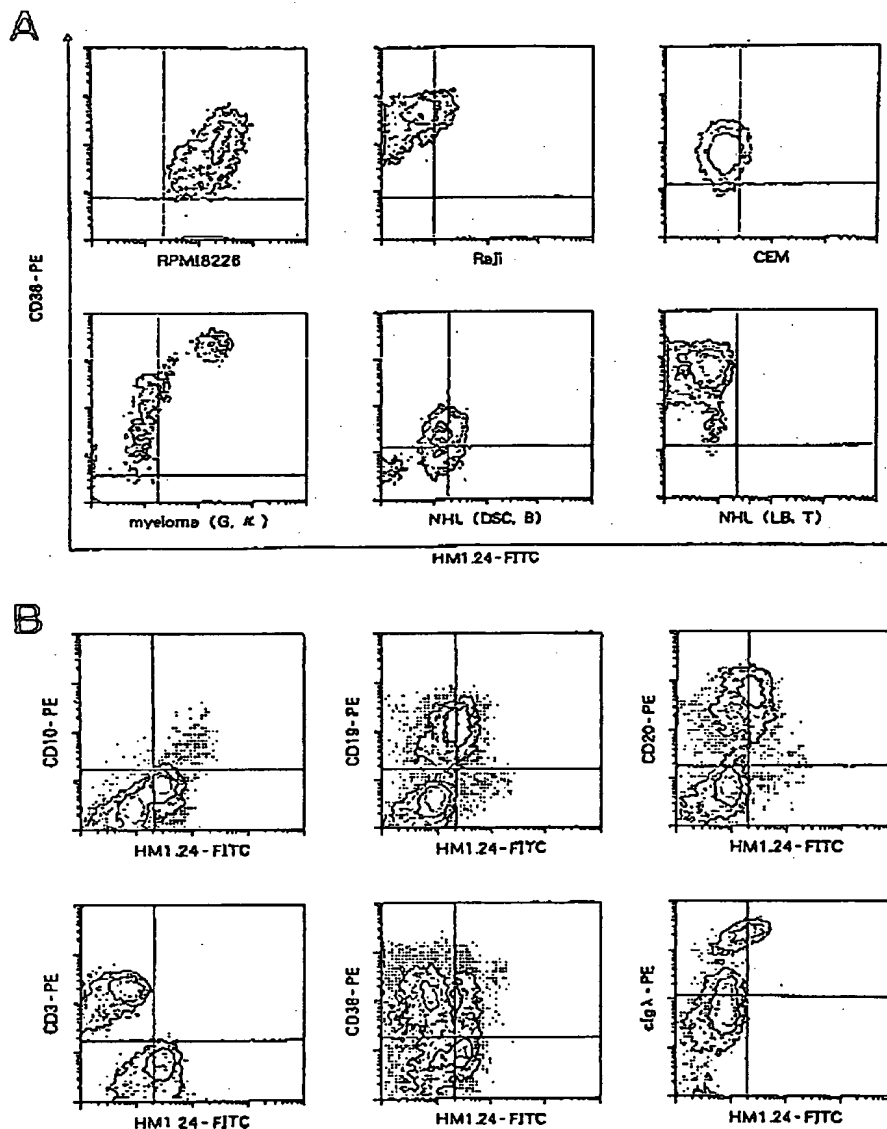 A
CD38-PE
RPMI8226
Raji
CEM
myeloma (G, K)
NHL (DSC, B)
NHL (LB, T)
HM1.24-FITC
B
CD10-PE
HM1.24-FITC
CD19-PE
HM1.24-FITC
CD20-PE
HM1.24-FITC
CD3-PE
HM1.24-FITC
CD38-PE
HM1.24-FITC
cIg λ-PE
HM1.24-FITC